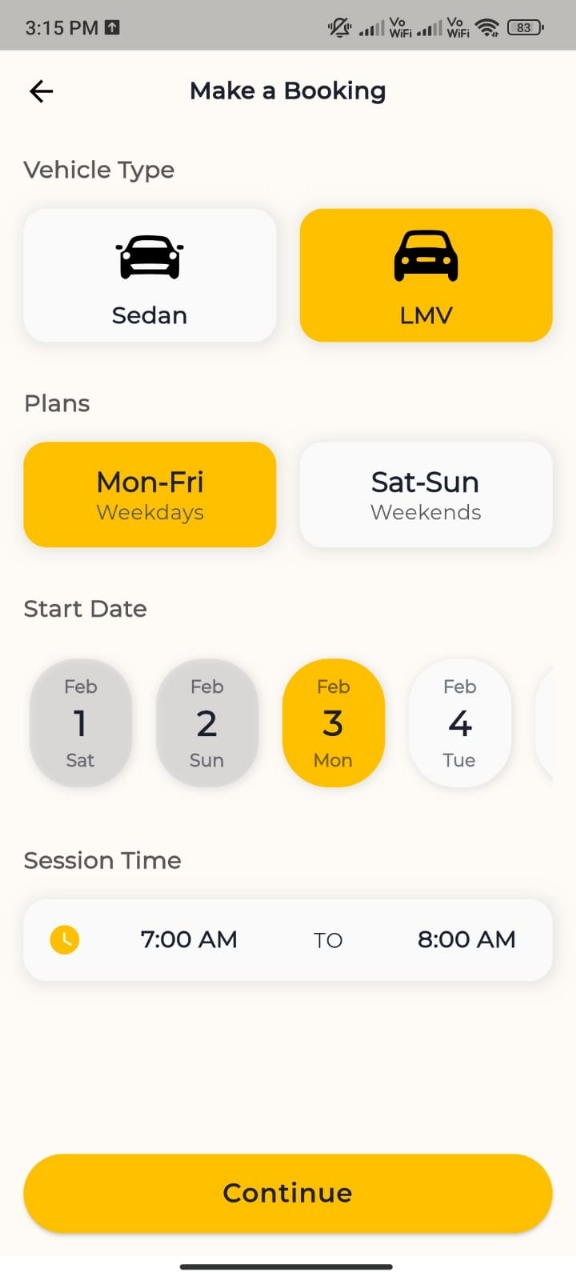 3:15 PM
Vo WiFi Vo WiFi 83
Make a Booking
Vehicle Type
Sedan LMV
Plans
Mon-Fri Sat-Sun
Weekdays Weekends
Start Date
Feb Feb Feb Feb
1 2 3 4
Sat Sun Mon Tue
Session Time
7:00 AM TO 8:00 AM
Continue